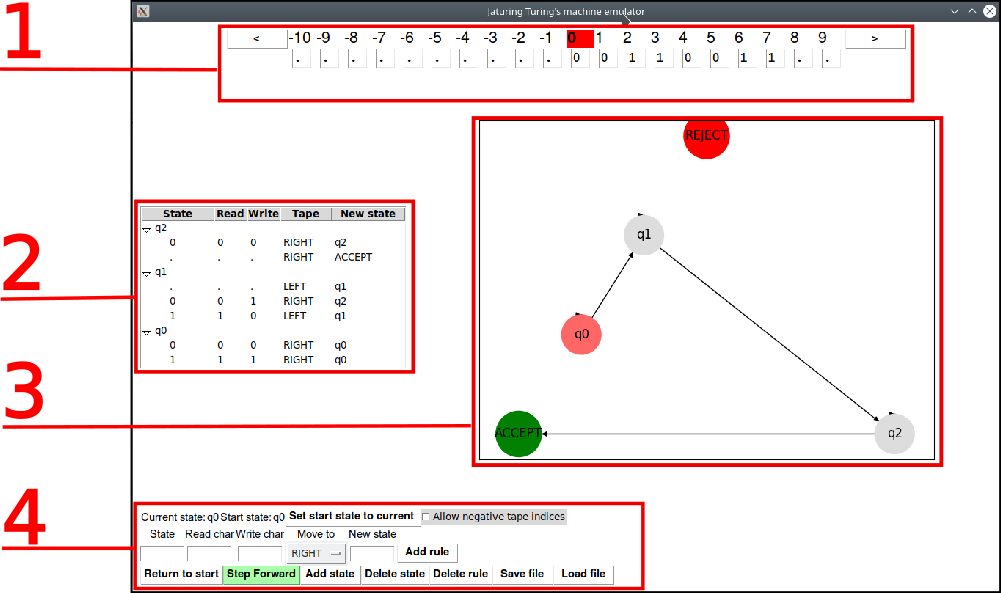 Jaturing Turing's machine emulator
1
< -10 -9 -8 -7 -6 -5 -4 -3 -2 -1 0 1 2 3 4 5 6 7 8 9 >
. . . . . . . . . . 0 0 1 1 0 0 1 1 . .
REJECT
2
State Read Write Tape New state
q2
0 0 0 RIGHT q2
. . . RIGHT ACCEPT
q1
. . . LEFT q1
0 0 1 RIGHT q2
1 1 0 LEFT q1
q0
0 0 0 RIGHT q0
1 1 1 RIGHT q0
q1
q0
3
ACCEPT
q2
4
Current state: q0 Start state: q0 Set start state to current Allow negative tape indices
State Read char Write char Move to New state
RIGHT Add rule
Return to start Step Forward Add state Delete state Delete rule Save file Load file